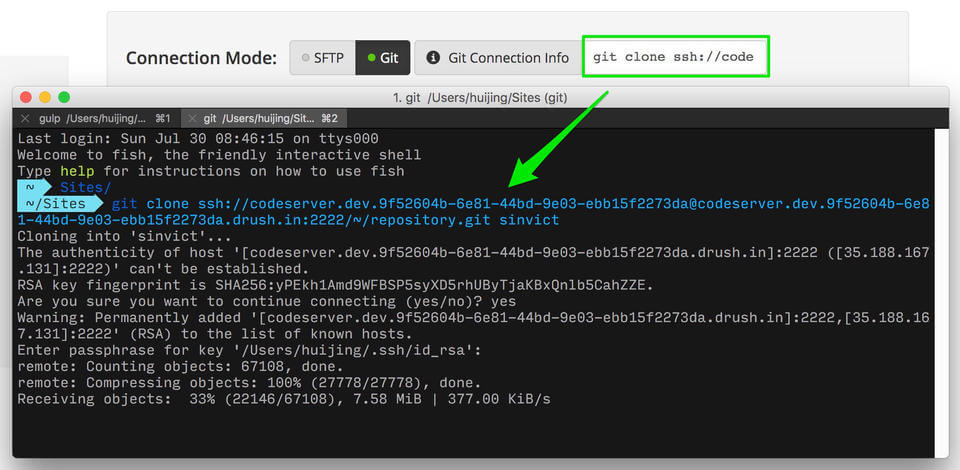 Connection Mode: SFTP Git Git Connection Info git clone ssh://code
1. git /Users/huijing/Sites (git)
gulp /Users/huijing/... ⌘1 git /Users/huijing/Sit... ⌘2
Last login: Sun Jul 30 08:46:15 on ttys000
Welcome to fish, the friendly interactive shell
Type help for instructions on how to use fish
~ Sites/
~/Sites git clone ssh://codeserver.dev.9f52604b-6e81-44bd-9e03-ebb15f2273da@codeserver.dev.9f52604b-6e8
1-44bd-9e03-ebb15f2273da.drush.in:2222/~/repository.git sinvict
Cloning into 'sinvict'...
The authenticity of host '[codeserver.dev.9f52604b-6e81-44bd-9e03-ebb15f2273da.drush.in]:2222 ([35.188.167
.131]:2222)' can't be established.
RSA key fingerprint is SHA256:yPEkh1Amd9WFBSP5syXD5rhUByTjaKBxQnlb5CahZZE.
Are you sure you want to continue connecting (yes/no)? yes
Warning: Permanently added '[codeserver.dev.9f52604b-6e81-44bd-9e03-ebb15f2273da.drush.in]:2222,[35.188.16
7.131]:2222' (RSA) to the list of known hosts.
Enter passphrase for key '/Users/huijing/.ssh/id_rsa':
remote: Counting objects: 67108, done.
remote: Compressing objects: 100% (27778/27778), done.
Receiving objects:  33% (22146/67108), 7.58 MiB | 377.00 KiB/s